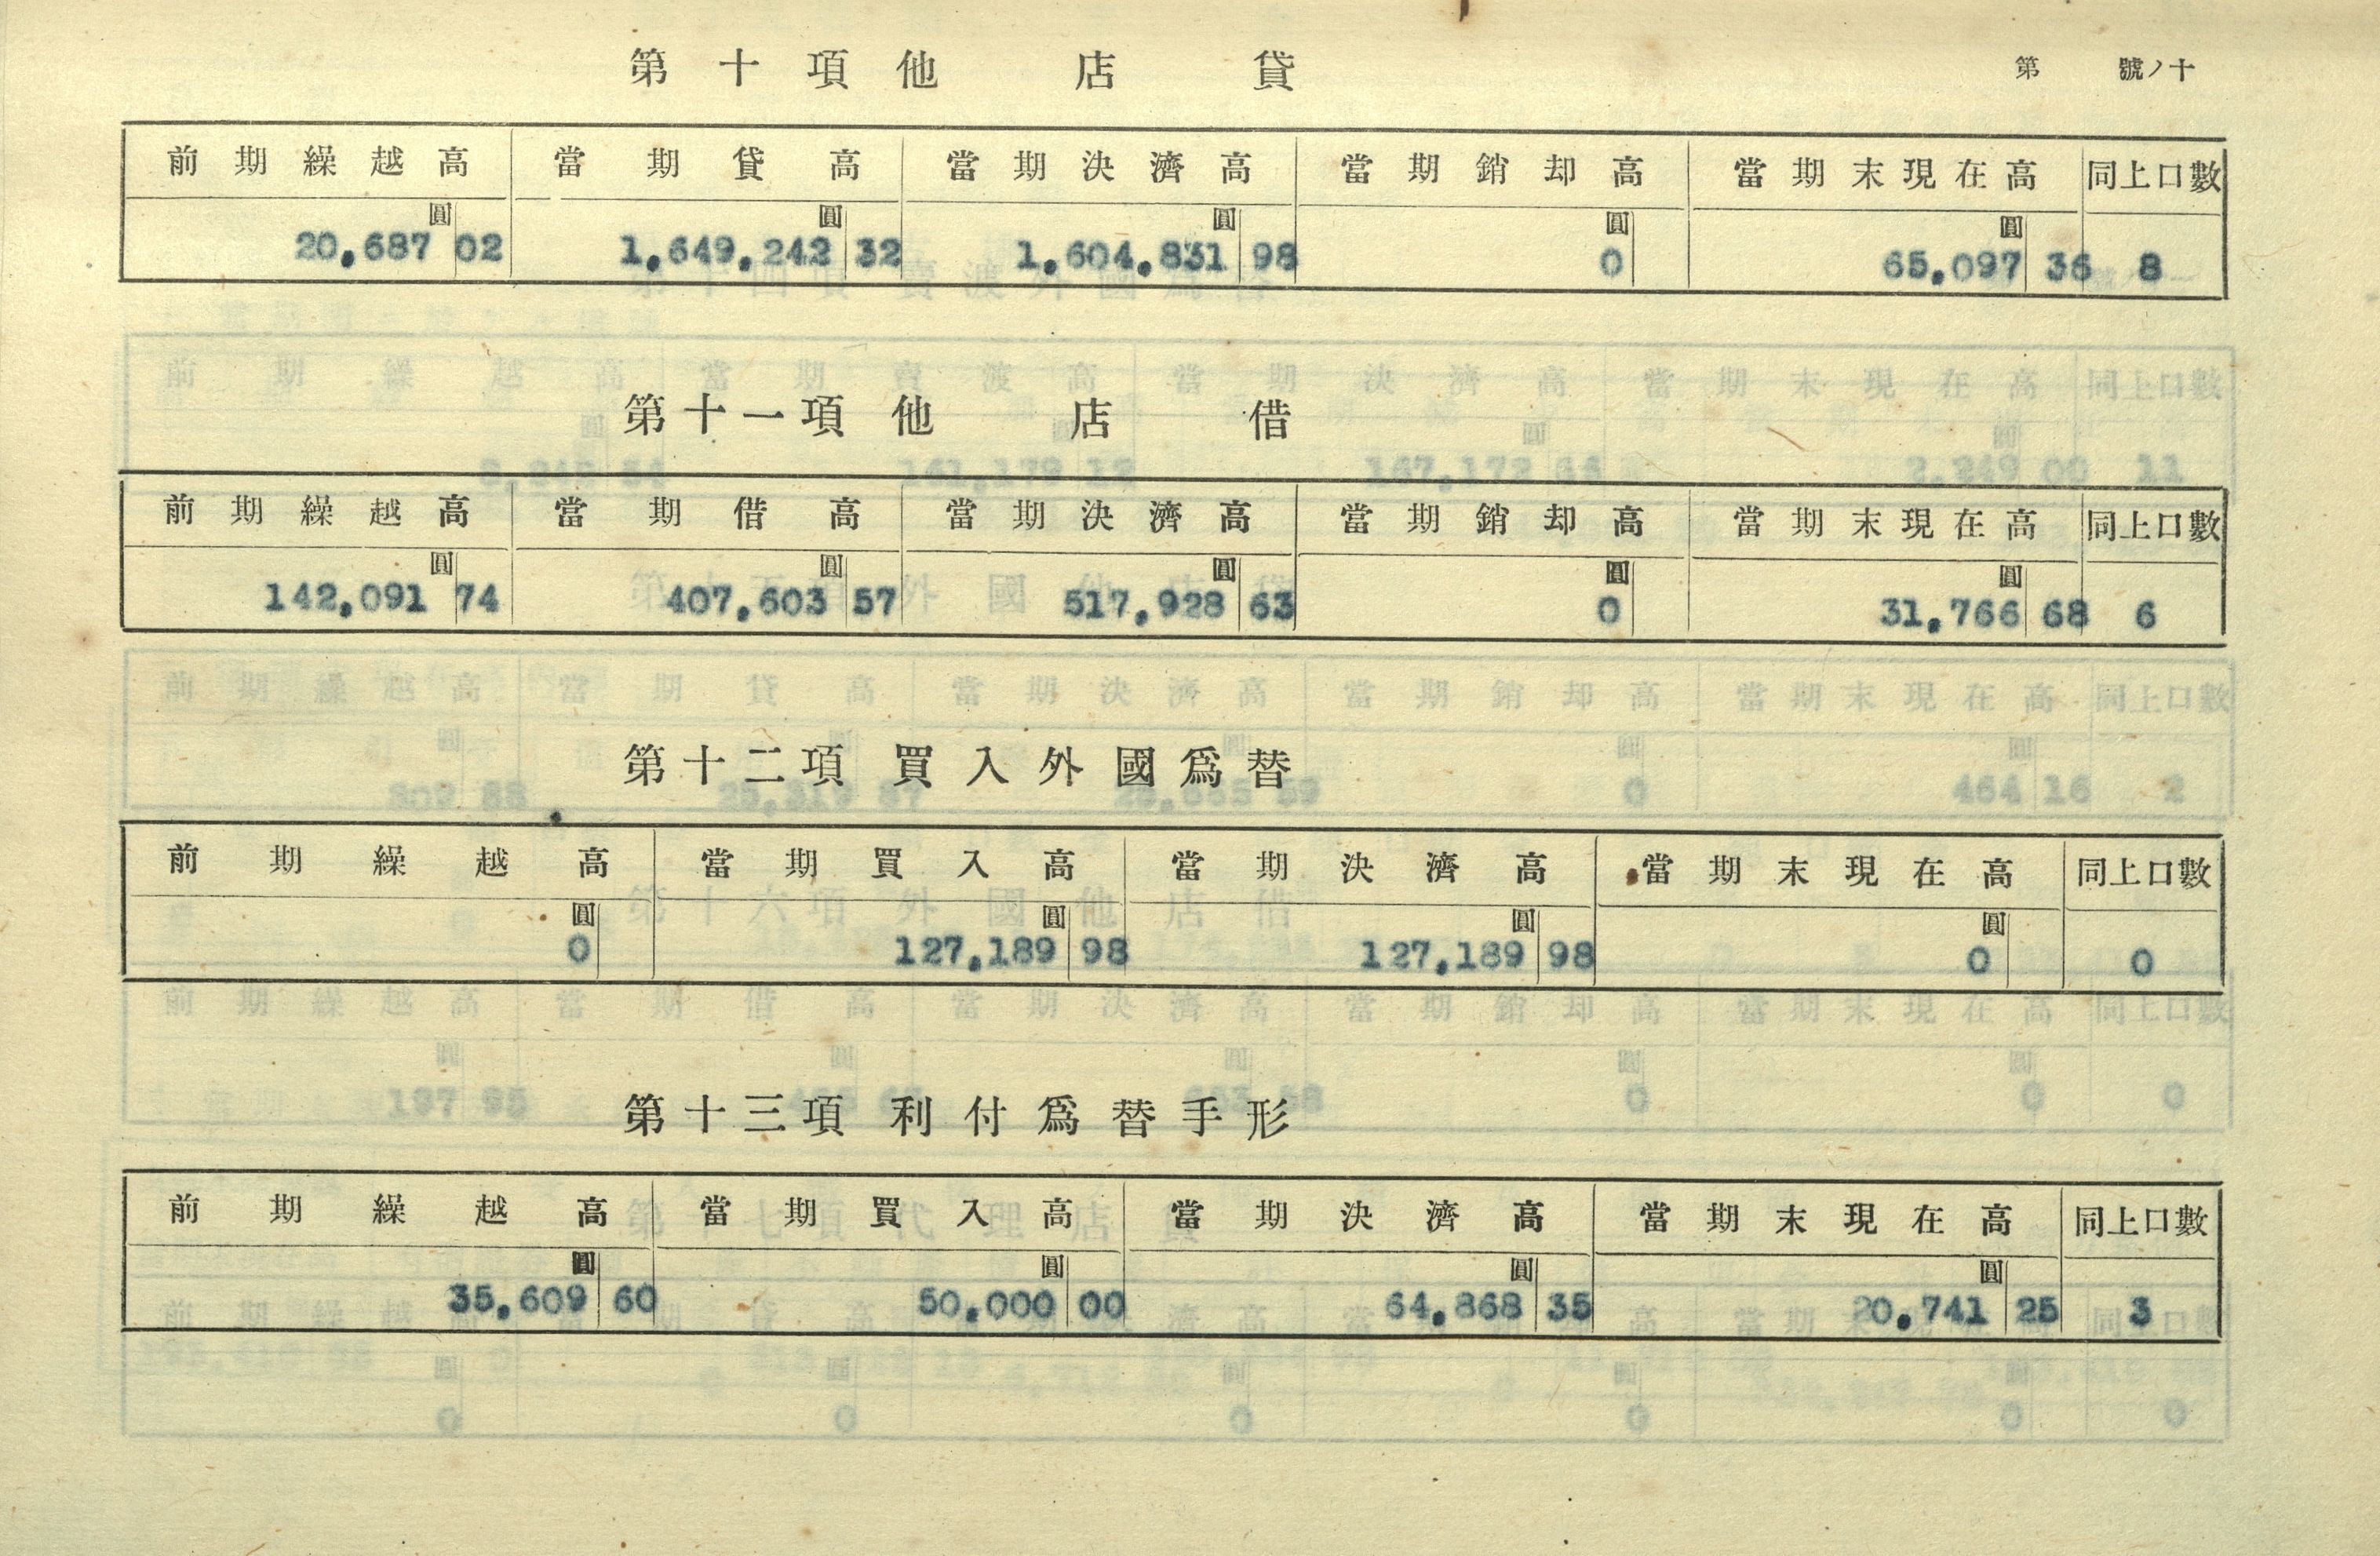 第十項他店貸 第 號ノ十
前期繰越高 當期貸高 當期決濟高 當期銷却高 當期末現在高 同上口數
圓 圓 圓 圓 圓
20,687 02 1,649,242 32 1,604,831 98 0 65,097 36 8
第十一項 他店借
前期繰越高 當期借高 當期決濟高 當期銷却高 當期末現在高 同上口數
圓 圓 圓 圓 圓
142,091 74 407,603 57 517,928 63 0 31,766 68 6
第十二項 買入外國爲替
前期繰越高 當期買入高 當期決濟高 當期末現在高 同上口數
圓 圓 圓 圓
0 127,189 98 127,189 98 0 0
第十三項 利付爲替手形
前期繰越高 當期買入高 當期決濟高 當期末現在高 同上口數
圓 圓 圓 圓
35,609 60 50,000 00 64,868 35 20,741 25 3